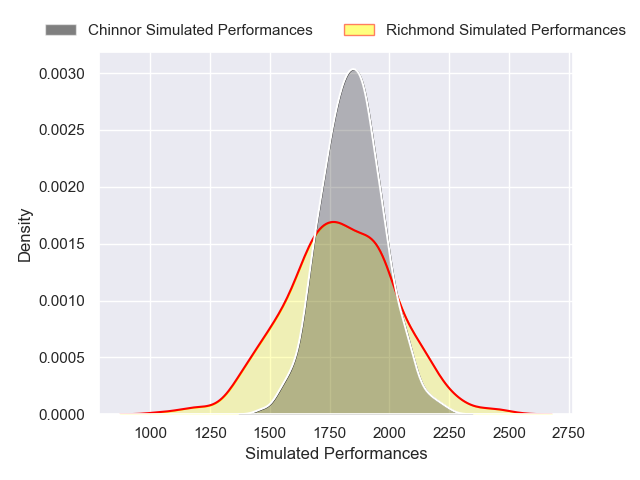 Chinnor Simulated Performances Richmond Simulated Performances
0.0030
0.0025
0.0020
0.0015
0.0010
0.0005
0.0000
Density
1000 1250 1500 1750 2000 2250 2500 2750
Simulated Performances